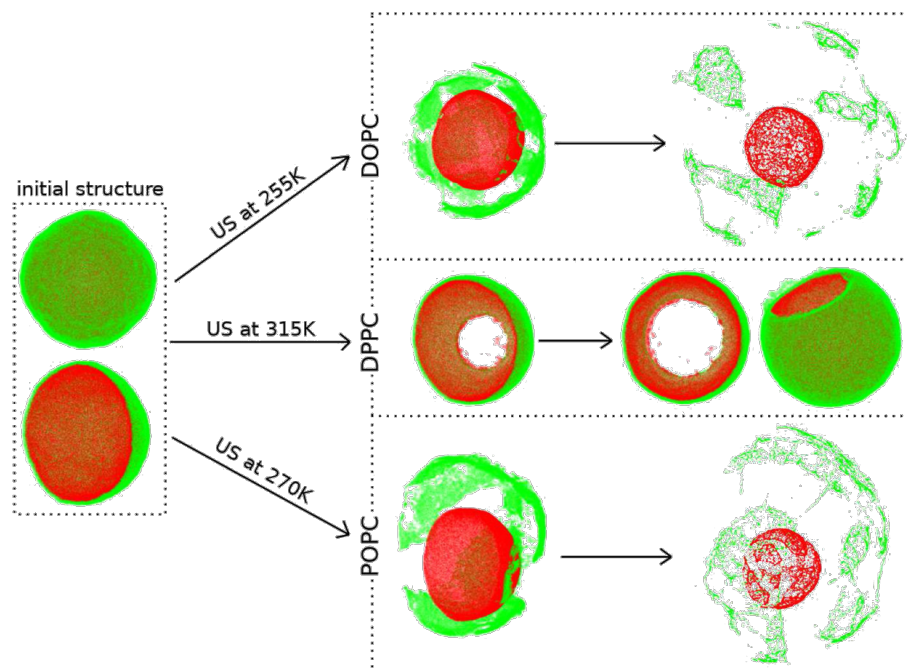 initial structure
US at 255K
DOPC
US at 315K
DPPC
US at 270K
POPC